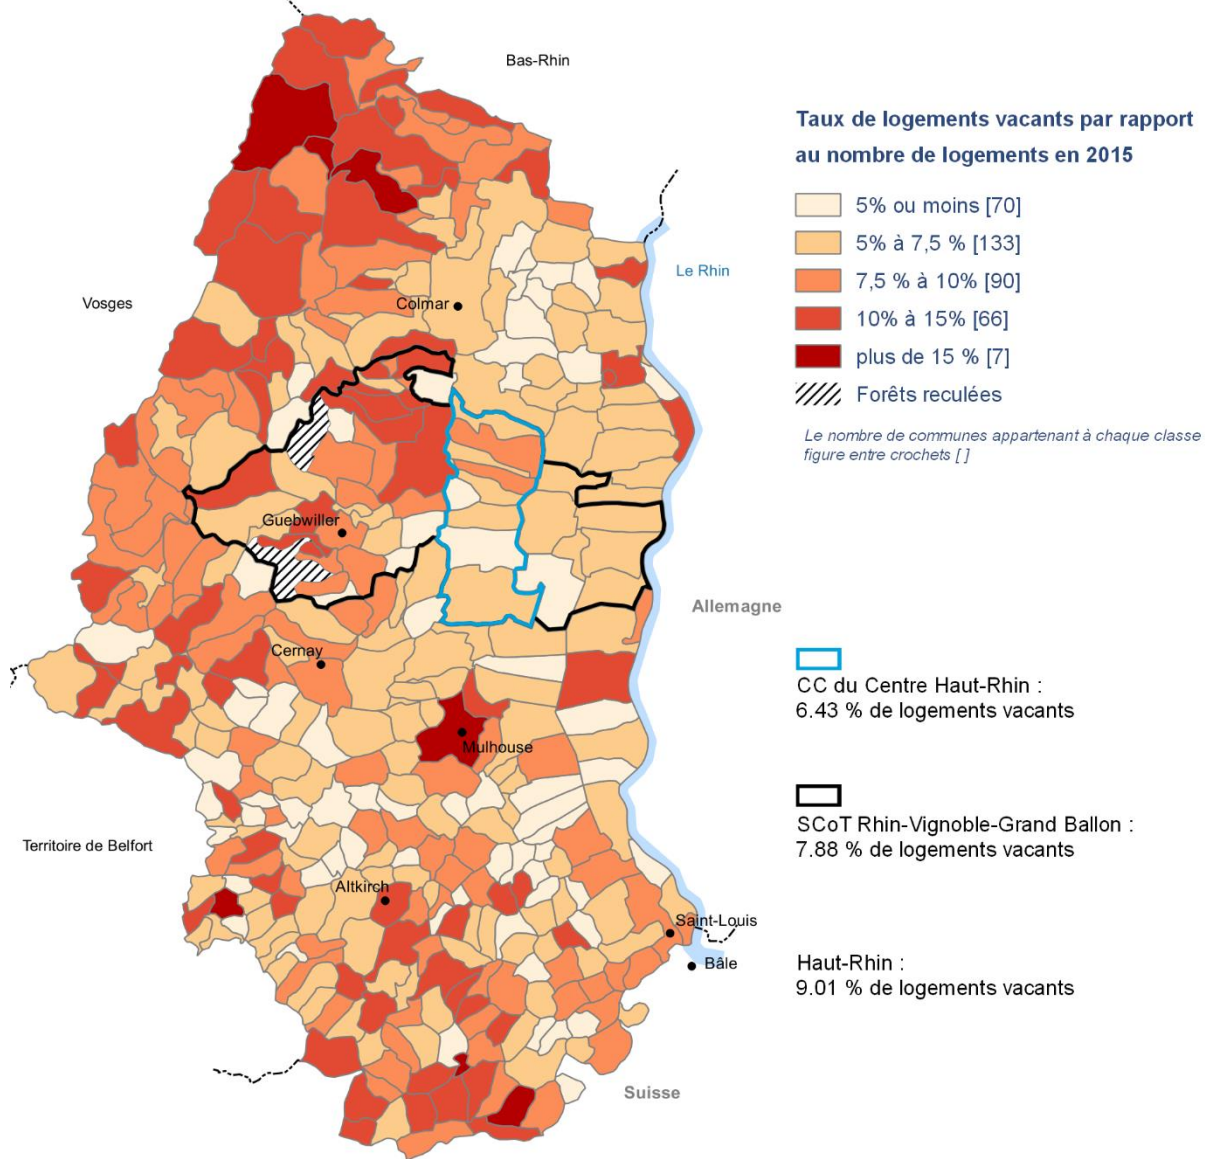 Bas-Rhin
Taux de logements vacants par rapport
au nombre de logements en 2015
5% ou moins [70]
5% à 7,5 % [133]
7,5 % à 10% [90]
10% à 15% [66]
plus de 15 % [7]
Forêts reculées
Le nombre de communes appartenant à chaque classe
figure entre crochets [ ]
Le Rhin
Vosges
Colmar
Guebwiller
Allemagne
Cernay
CC du Centre Haut-Rhin :
6.43 % de logements vacants
Mulhouse
SCoT Rhin-Vignoble-Grand Ballon :
7.88 % de logements vacants
Territoire de Belfort
Altkirch
Saint-Louis
Bâle
Haut-Rhin :
9.01 % de logements vacants
Suisse